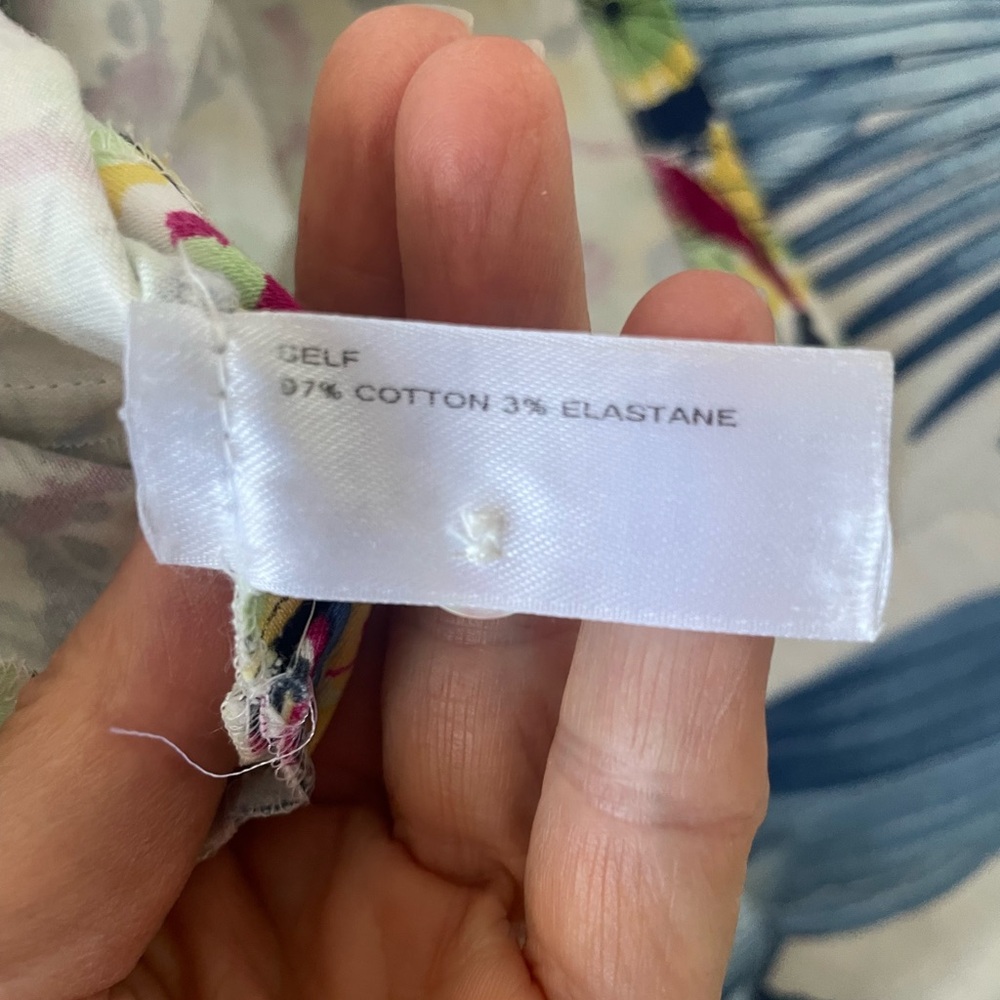 SELF
97% COTTON 3% ELASTANE